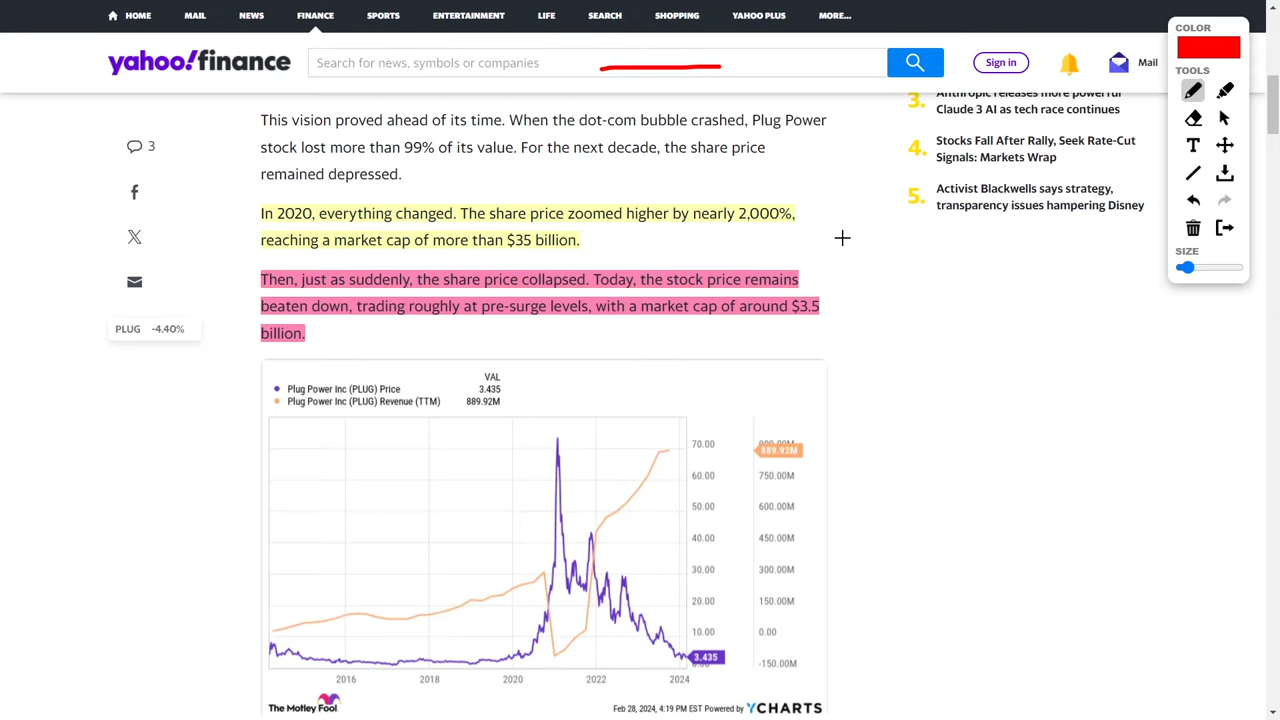 HOME MAIL NEWS FINANCE SPORTS ENTERTAINMENT LIFE SEARCH SHOPPING YAHOO PLUS MORE...
COLOR
yahoo!finance
Search for news, symbols or companies
Sign in
Mail
TOOLS
SIZE
This vision proved ahead of its time. When the dot-com bubble crashed, Plug Power
stock lost more than 99% of its value. For the next decade, the share price
remained depressed.
In 2020, everything changed. The share price zoomed higher by nearly 2,000%,
reaching a market cap of more than $35 billion.
Then, just as suddenly, the share price collapsed. Today, the stock price remains
beaten down, trading roughly at pre-surge levels, with a market cap of around $3.5
billion.
3
PLUG -4.40%
3. Anthropic releases more powerful
Claude 3 AI as tech race continues
4. Stocks Fall After Rally, Seek Rate-Cut
Signals: Markets Wrap
5. Activist Blackwells says strategy,
transparency issues hampering Disney
VAL
Plug Power Inc (PLUG) Price 3.435
Plug Power Inc (PLUG) Revenue (TTM) 889.92M
70.00
889.92M
60.00 750.00M
50.00 600.00M
40.00 450.00M
30.00 300.00M
20.00 150.00M
10.00 0.00
3.435 -150.00M
2016 2018 2020 2022 2024
The Motley Fool
Feb 28, 2024, 4:19 PM EST Powered by YCHARTS